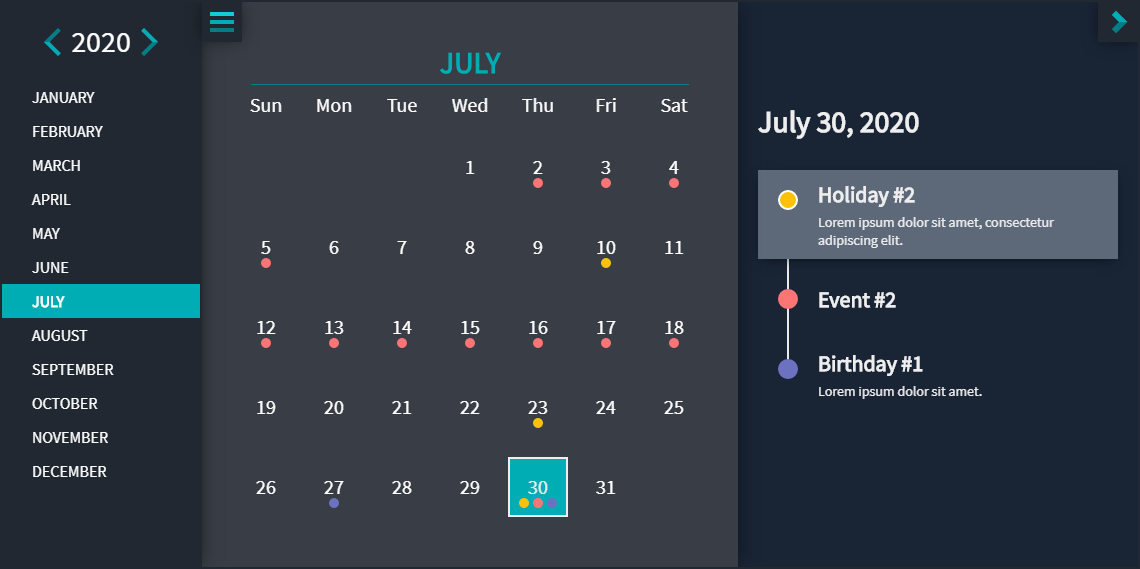 2020
JANUARY
FEBRUARY
MARCH
APRIL
MAY
JUNE
JULY
AUGUST
SEPTEMBER
OCTOBER
NOVEMBER
DECEMBER
JULY
Sun Mon Tue Wed Thu Fri Sat
1 2 3 4
5 6 7 8 9 10 11
12 13 14 15 16 17 18
19 20 21 22 23 24 25
26 27 28 29 30 31
July 30, 2020
Holiday #2
Lorem ipsum dolor sit amet, consectetur
adipiscing elit.
Event #2
Birthday #1
Lorem ipsum dolor sit amet.